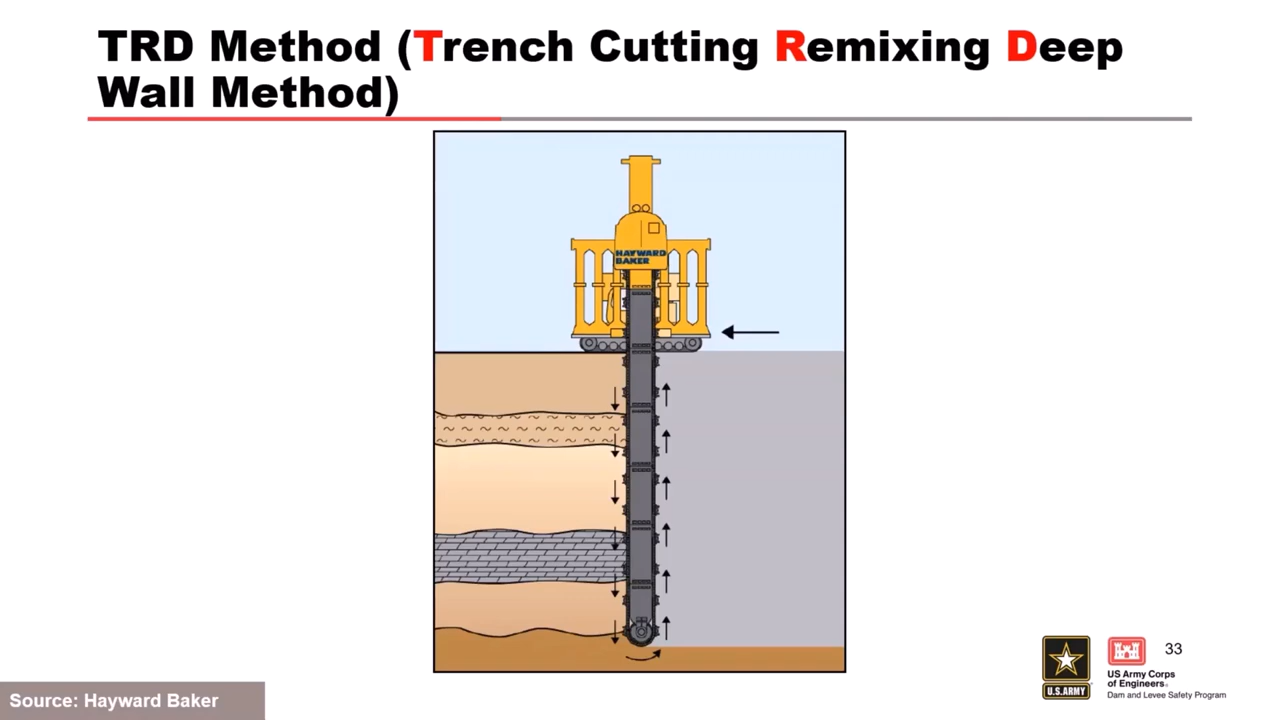 TRD Method (Trench Cutting Remixing Deep
Wall Method)
HAYWARD
BAKER
33
U.S.ARMY
US Army Corps
of Engineers®
Dam and Levee Safety Program
Source: Hayward Baker